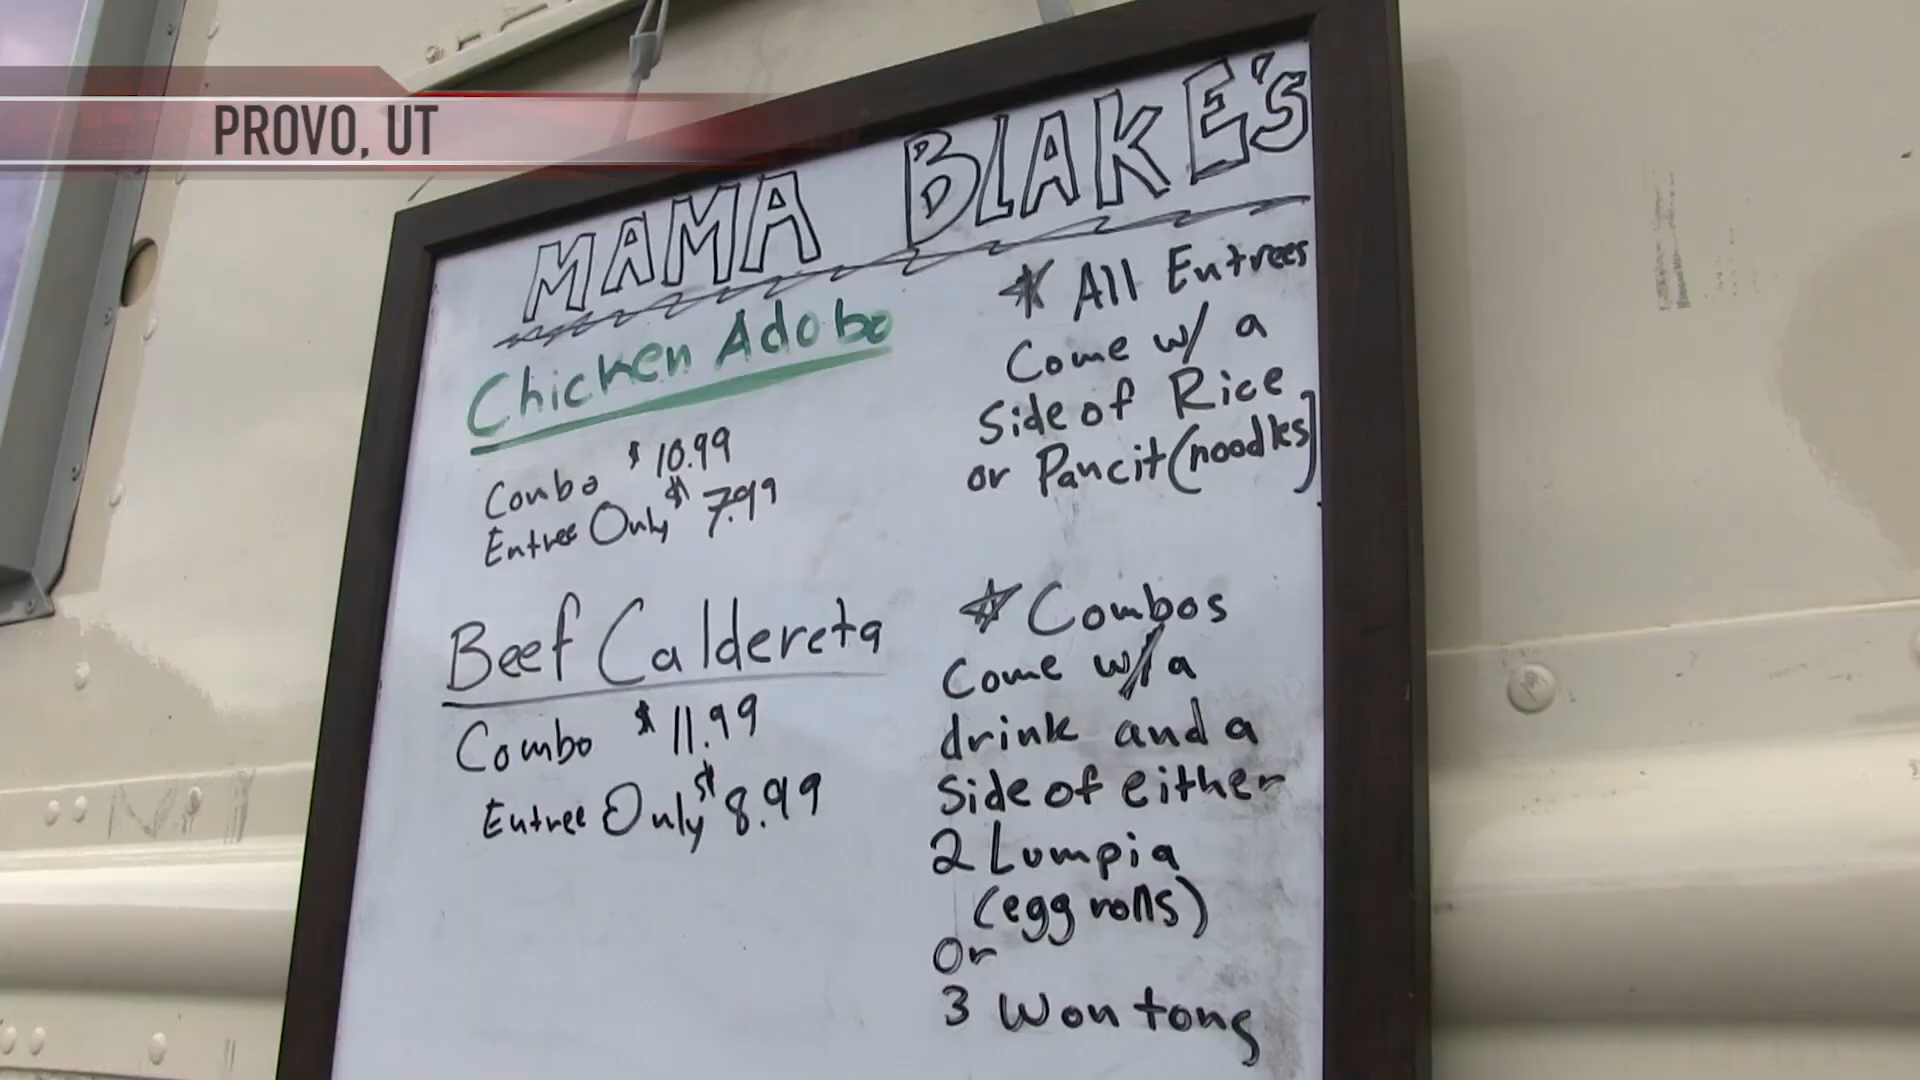 PROVO, UT
MAMA BLAKE'S
Chicken Adobo
Combo $10.99
Entree Only $7.99
Beef Caldereta
Combo $11.99
Entree Only $8.99
* All Entrees
Come w/ a
Side of Rice
or Pancit (noodles)
* Combos
Come w/ a
drink and a
Side of either
2 Lumpia
(egg rolls)
Or
3 Wontons